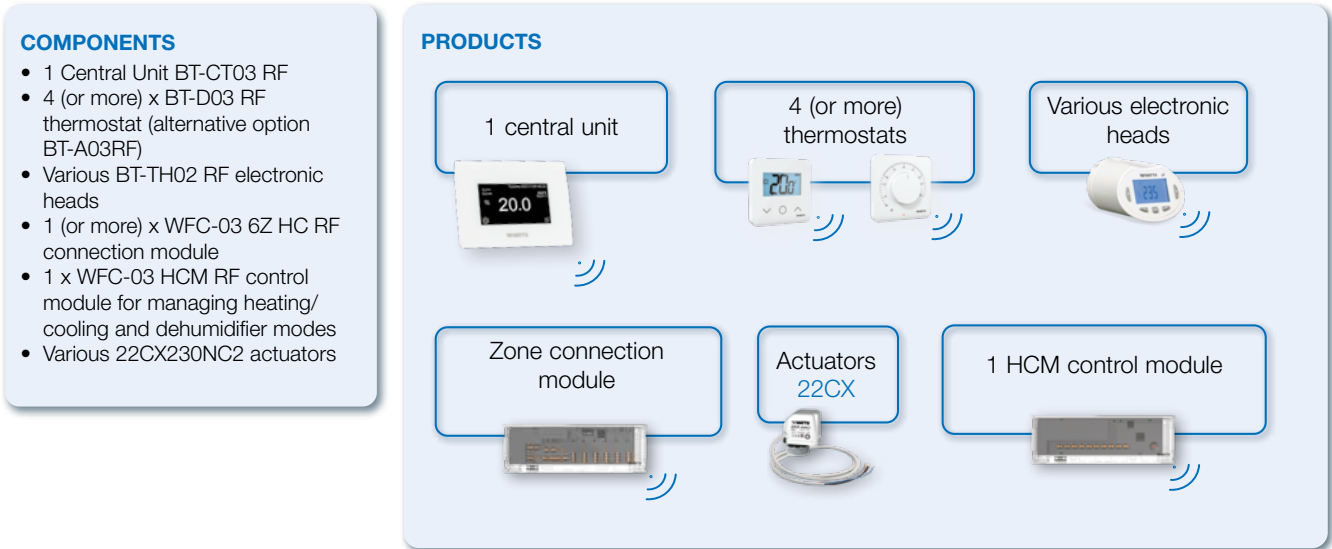 COMPONENTS
• 1 Central Unit BT-CT03 RF
• 4 (or more) x BT-D03 RF
thermostat (alternative option
BT-A03RF)
• Various BT-TH02 RF electronic
heads
• 1 (or more) x WFC-03 6Z HC RF
connection module
• 1 x WFC-03 HCM RF control
module for managing heating/
cooling and dehumidifier modes
• Various 22CX230NC2 actuators
PRODUCTS
1 central unit
20.0
WATTS
4 (or more)
thermostats
20.0
Various electronic
heads
WATTS
Zone connection
module
Actuators
22CX
WATTS
1 HCM control module